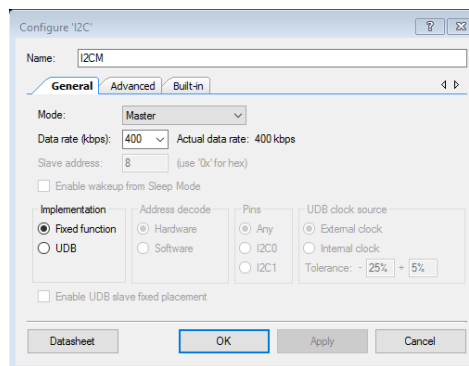 Configure 'I2C'
? X
Name: I2CM
General Advanced Built-in
Mode: Master
Data rate (kbps): 400 Actual data rate: 400 kbps
Slave address: 8 (use '0x' for hex)
Enable wakeup from Sleep Mode
Implementation Address decode Pins UDB clock source
Fixed function Hardware Any External clock
UDB Software I2C0 Internal clock
I2C1 Tolerance: - 25% + 5%
Enable UDB slave fixed placement
Datasheet OK Apply Cancel